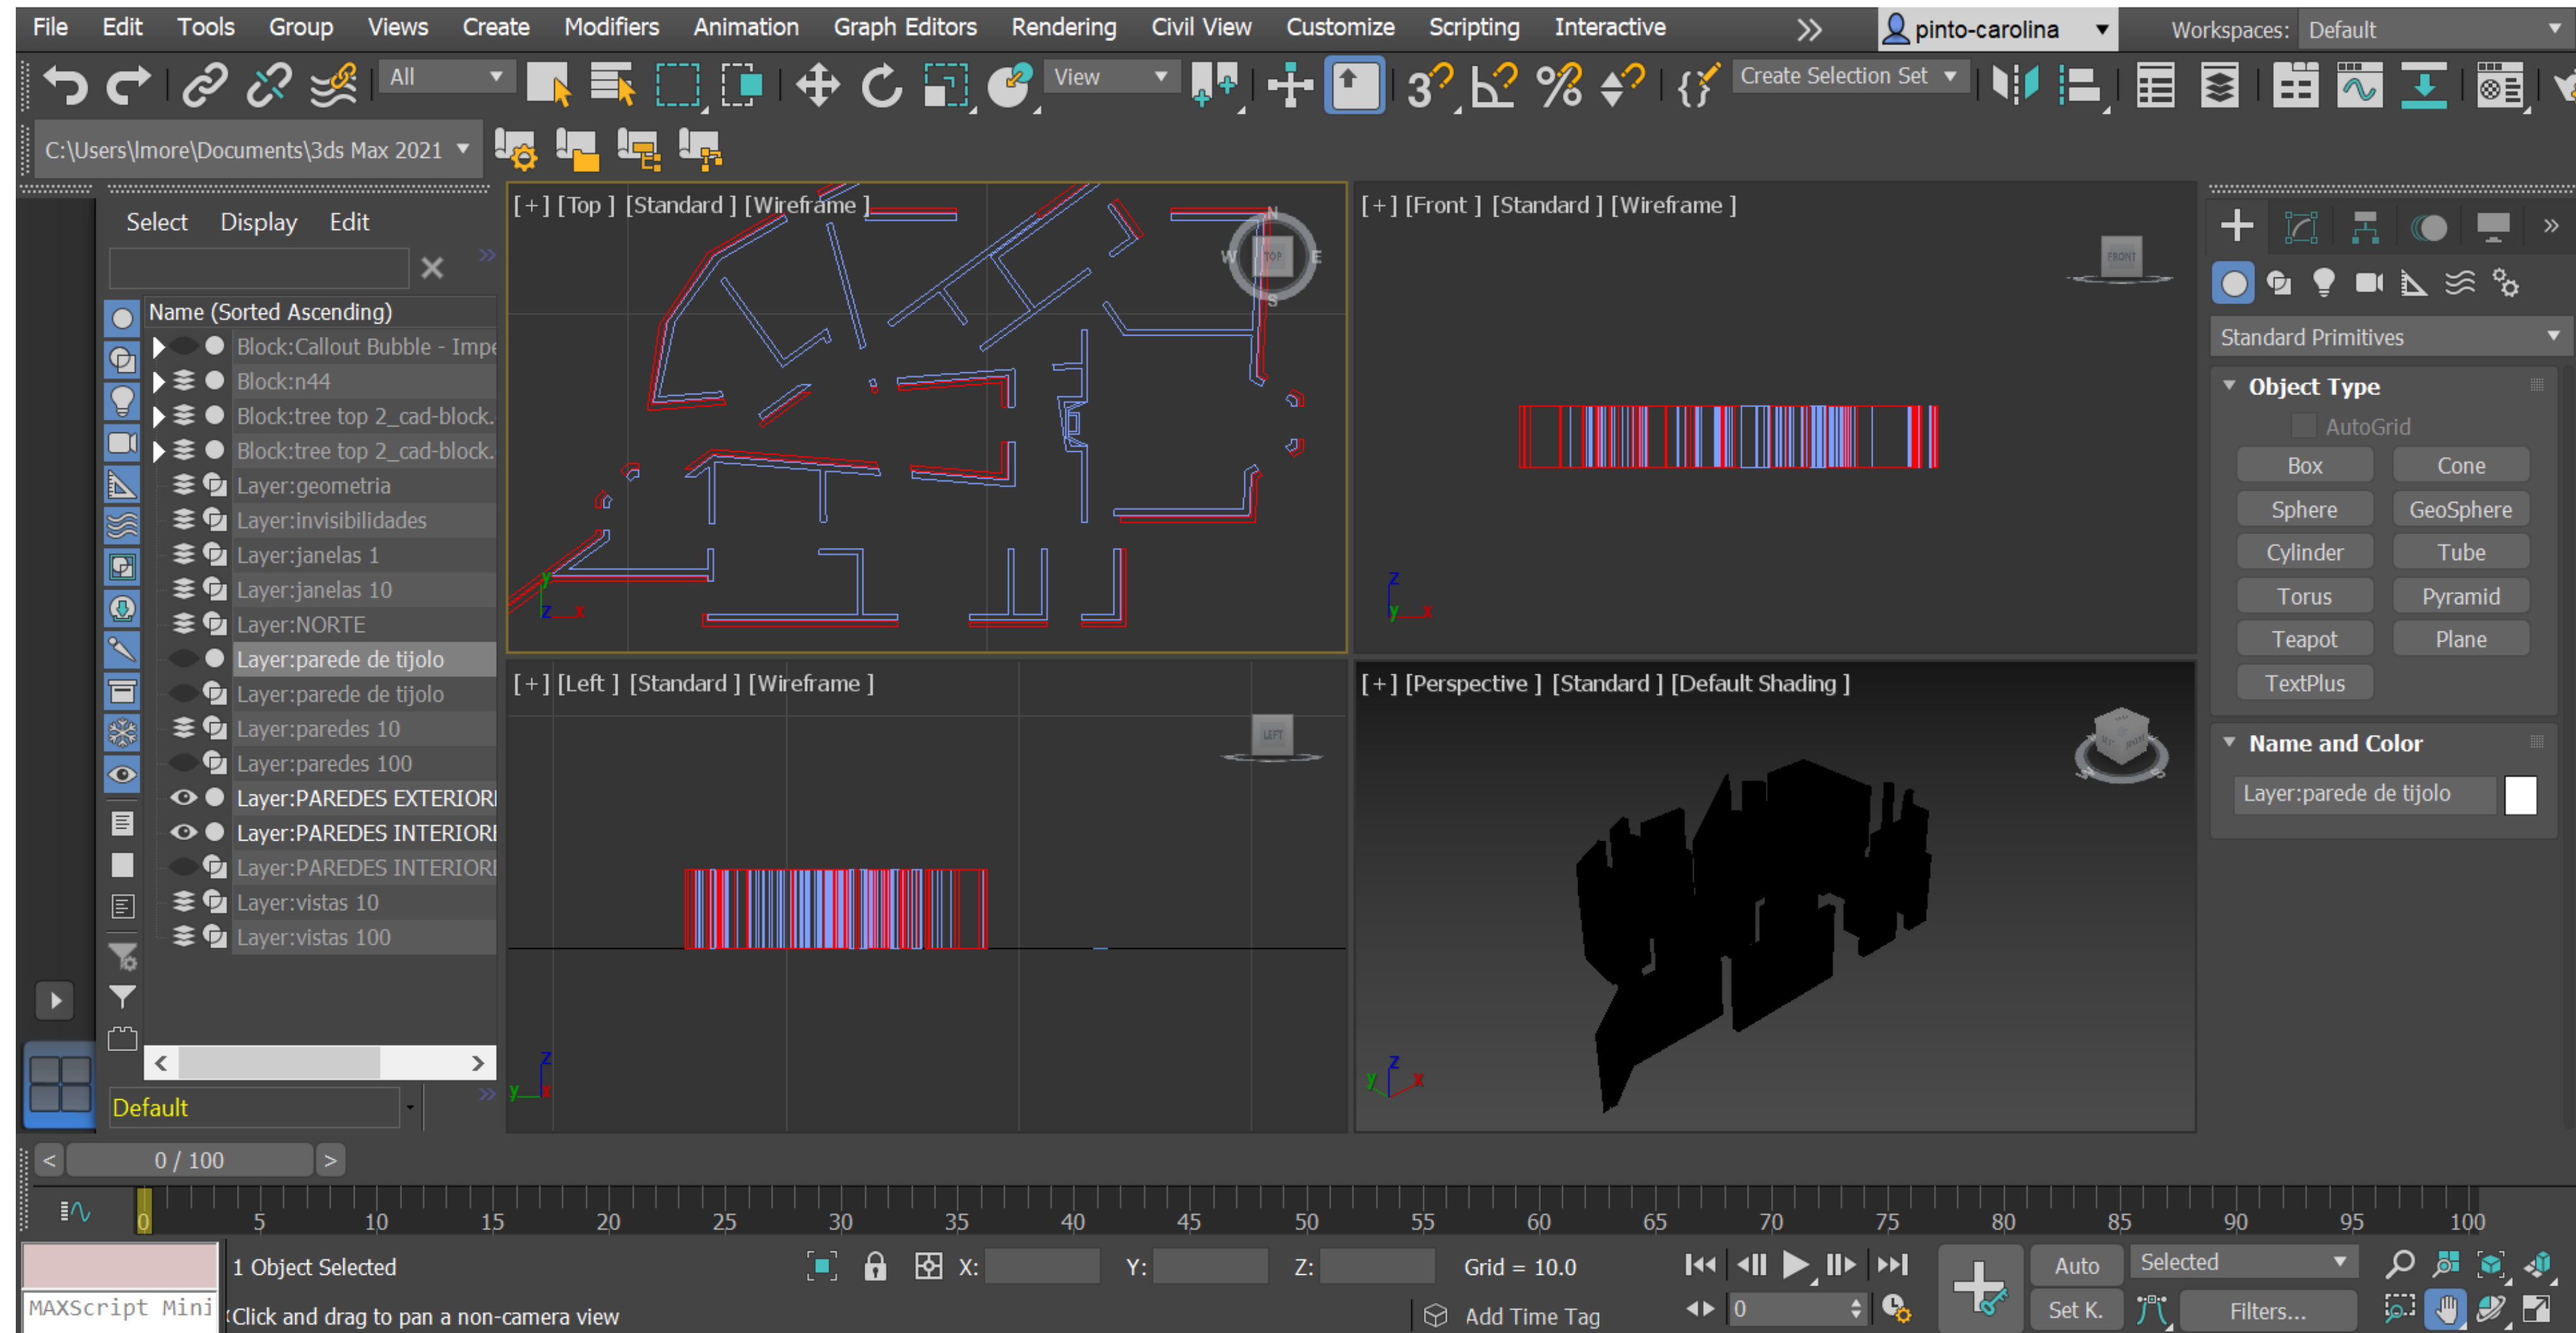 File Edit Tools Group Views Create Modifiers Animation Graph Editors Rendering Civil View Customize Scripting Interactive pinto-carolina Workspaces: Default
All View Create Selection Set
C:\Users\lmore\Documents\3ds Max 2021
Select Display Edit
Name (Sorted Ascending)
Block:Callout Bubble - Impe
Block:n44
Block:tree top 2_cad-block.
Block:tree top 2_cad-block.
Layer:geometria
Layer:invisibilidades
Layer:janelas 1
Layer:janelas 10
Layer:NORTE
Layer:parede de tijolo
Layer:parede de tijolo
Layer:paredes 10
Layer:paredes 100
Layer:PAREDES EXTERIOR
Layer:PAREDES INTERIOR
Layer:PAREDES INTERIOR
Layer:vistas 10
Layer:vistas 100
Default
[+] [Top ] [Standard ] [Wireframe ]
N
W TOP E
S
z x
y
[+] [Front ] [Standard ] [Wireframe ]
FRONT
z
y x
[+] [Left ] [Standard ] [Wireframe ]
LEFT
z
y x
[+] [Perspective ] [Standard ] [Default Shading ]
z
y x
Standard Primitives
Object Type
AutoGrid
Box Cone
Sphere GeoSphere
Cylinder Tube
Torus Pyramid
Teapot Plane
TextPlus
Name and Color
Layer:parede de tijolo
< 0 / 100 >
0 5 10 15 20 25 30 35 40 45 50 55 60 65 70 75 80 85 90 95 100
1 Object Selected X: Y: Z: Grid = 10.0 Auto Selected
MAXScript Mini Click and drag to pan a non-camera view Add Time Tag 0 Set K. Filters...